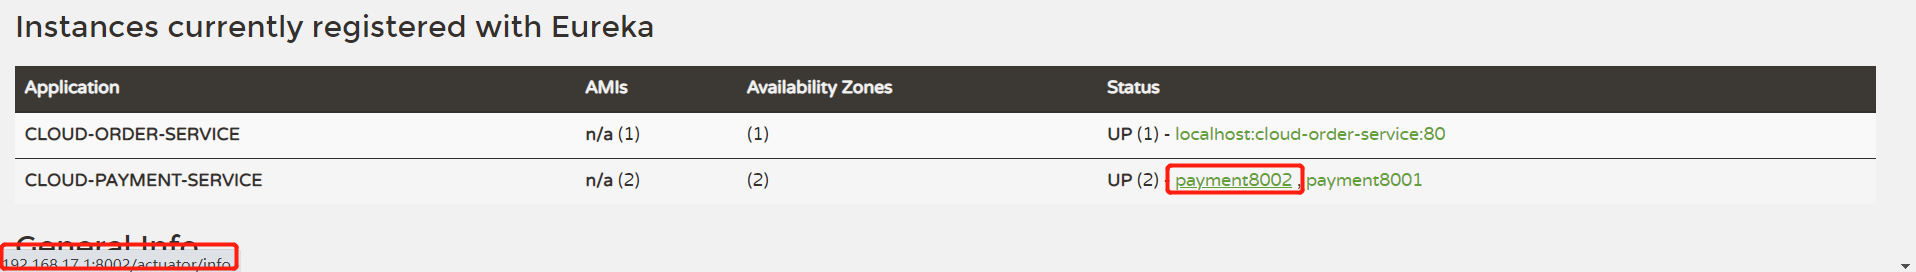 Instances currently registered with Eureka
Application AMIs Availability Zones Status
CLOUD-ORDER-SERVICE n/a (1) (1) UP (1) - localhost:cloud-order-service:80
CLOUD-PAYMENT-SERVICE n/a (2) (2) UP (2) - payment8002 , payment8001
General Info
192.168.17.1:8002/actuator/info